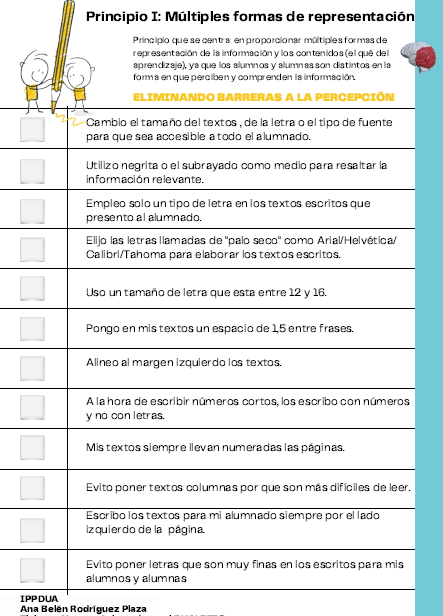 Principio I: Múltiples formas de representación
Principio que se centra en proporcionar múltiples formas de
representación de la información y los contenidos (el qué del
aprendizaje), ya que los alumnos y alumnas son distintos en la
forma en que perciben y comprenden la información.
ELIMINANDO BARRERAS A LA PERCEPCIÓN
Cambio el tamaño del textos , de la letra o el tipo de fuente
para que sea accesible a todo el alumnado.
Utilizo negrita o el subrayado como medio para resaltar la
información relevante.
Empleo solo un tipo de letra en los textos escritos que
presento al alumnado.
Elijo las letras llamadas de "palo seco" como Arial/Helvética/
Calibri/Tahoma para elaborar los textos escritos.
Uso un tamaño de letra que esta entre 12 y 16.
Pongo en mis textos un espacio de 1,5 entre frases.
Alineo al margen izquierdo los textos.
A la hora de escribir números cortos, los escribo con números
y no con letras.
Mis textos siempre llevan numeradas las páginas.
Evito poner textos columnas por que son más difíciles de leer.
Escribo los textos para mi alumnado siempre por el lado
izquierdo de la página.
Evito poner letras que son muy finas en los escritos para mis
alumnos y alumnas
IPPDUA
Ana Belén Rodríguez Plaza